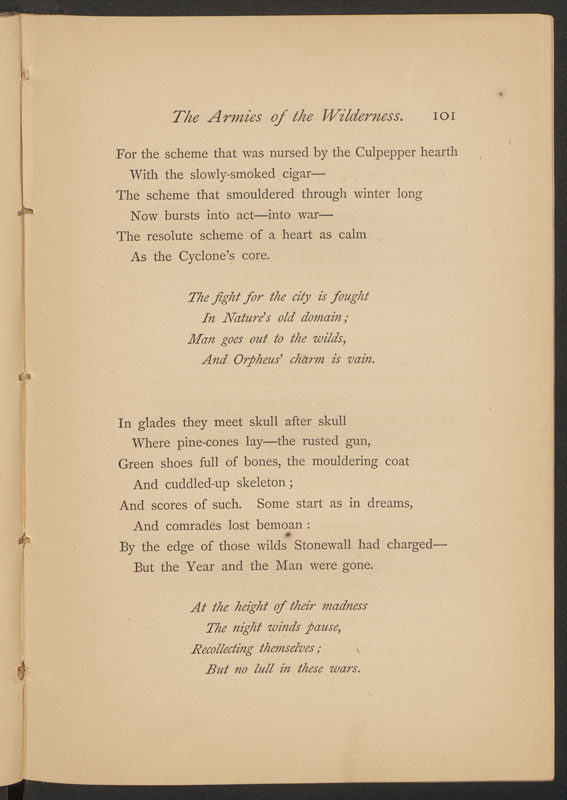 The Armies of the Wilderness. 101
For the scheme that was nursed by the Culpepper hearth
With the slowly-smoked cigar—
The scheme that smouldered through winter long
Now bursts into act—into war—
The resolute scheme of a heart as calm
As the Cyclone's core.
The fight for the city is fought
In Nature's old domain;
Man goes out to the wilds,
And Orpheus' charm is vain.
In glades they meet skull after skull
Where pine-cones lay—the rusted gun,
Green shoes full of bones, the mouldering coat
And cuddled-up skeleton;
And scores of such. Some start as in dreams,
And comrades lost bemoan:
By the edge of those wilds Stonewall had charged—
But the Year and the Man were gone.
At the height of their madness
The night winds pause,
Recollecting themselves;
But no lull in these wars.